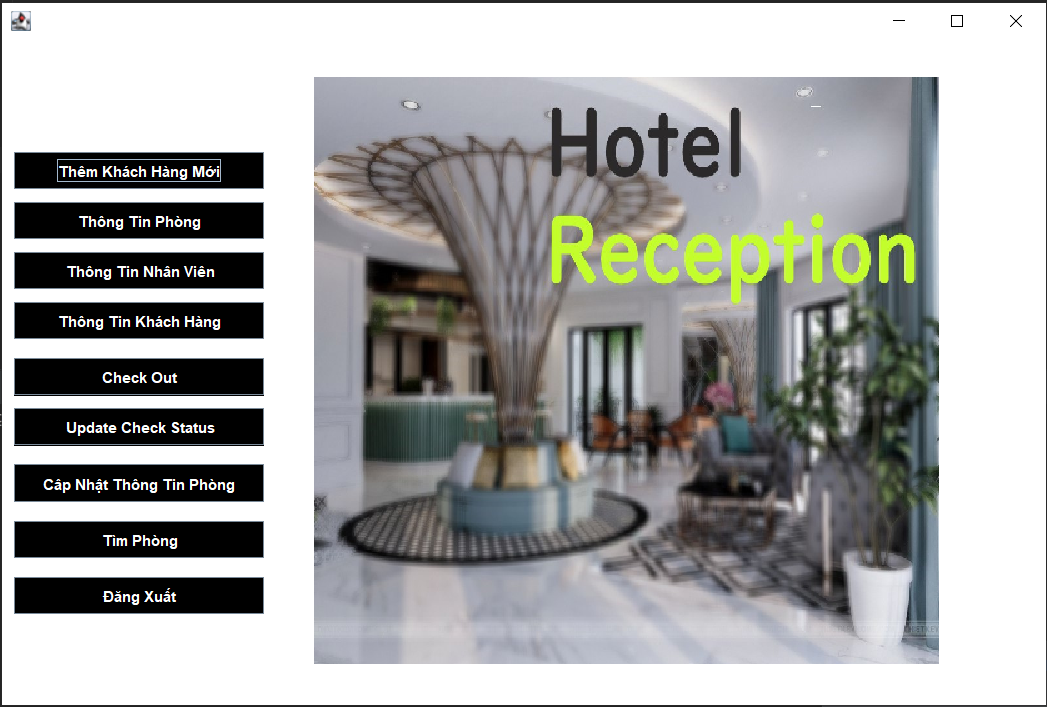 Hotel
Reception
Thêm Khách Hàng Mới
Thông Tin Phòng
Thông Tin Nhân Viên
Thông Tin Khách Hàng
Check Out
Update Check Status
Câp Nhật Thông Tin Phòng
Tìm Phòng
Đăng Xuất